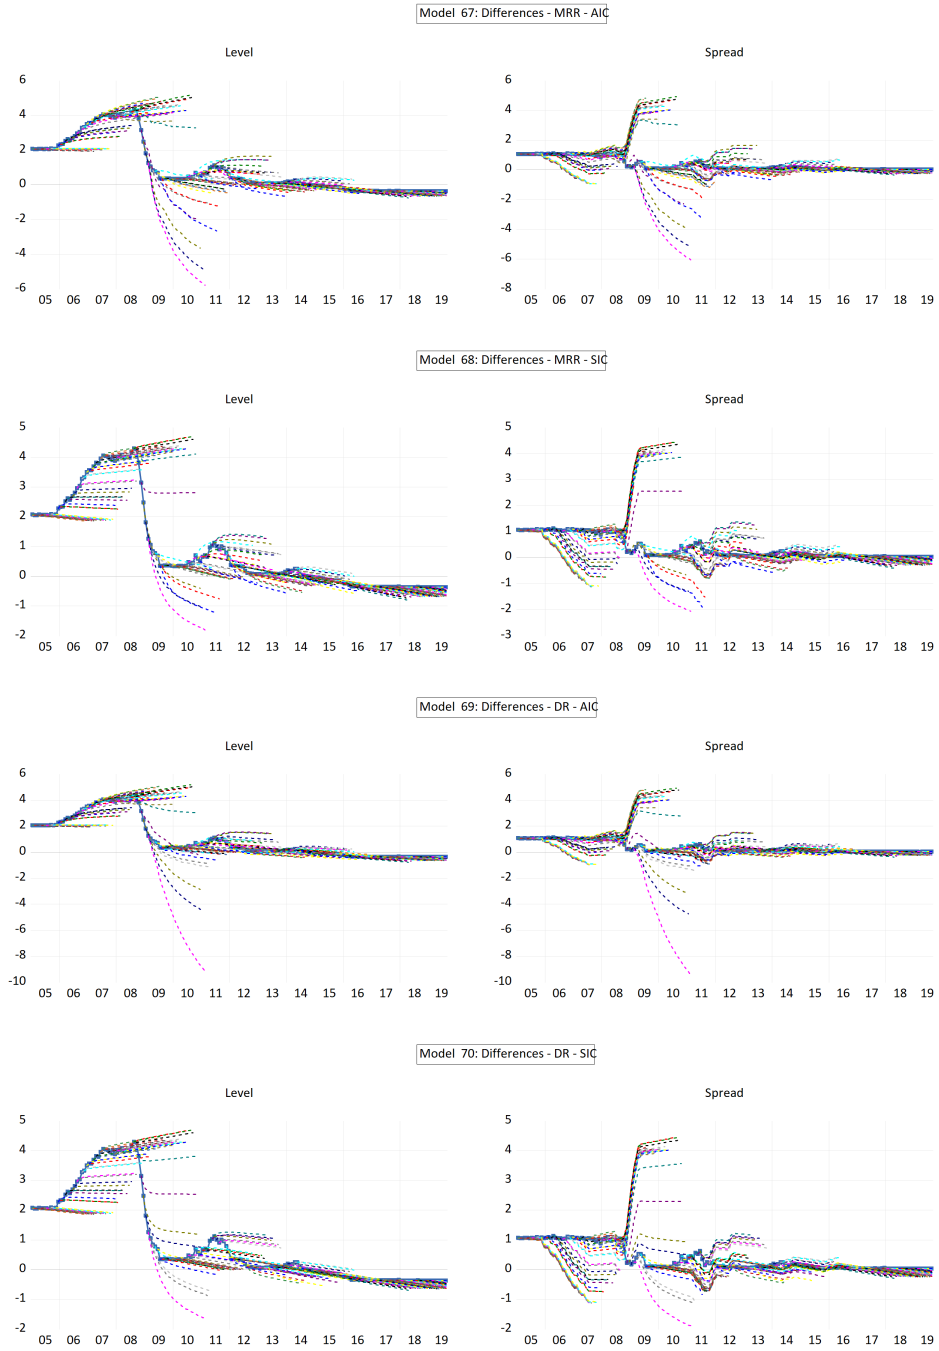 Model 67: Differences - MRR - AIC
Level Spread
6 6
4 4
2 2
0 0
-2 -2
-4 -4
-6 -6
-8
05 06 07 08 09 10 11 12 13 14 15 16 17 18 19 05 06 07 08 09 10 11 12 13 14 15 16 17 18 19
Model 68: Differences - MRR - SIC
Level Spread
5 5
4 4
3 3
2 2
1 1
0 0
-1 -1
-2 -2
-3
05 06 07 08 09 10 11 12 13 14 15 16 17 18 19 05 06 07 08 09 10 11 12 13 14 15 16 17 18 19
Model 69: Differences - DR - AIC
Level Spread
6 6
4 4
2 2
0 0
-2 -2
-4 -4
-6 -6
-8 -8
-10 -10
05 06 07 08 09 10 11 12 13 14 15 16 17 18 19 05 06 07 08 09 10 11 12 13 14 15 16 17 18 19
Model 70: Differences - DR - SIC
Level Spread
5 5
4 4
3 3
2 2
1 1
0 0
-1 -1
-2 -2
05 06 07 08 09 10 11 12 13 14 15 16 17 18 19 05 06 07 08 09 10 11 12 13 14 15 16 17 18 19